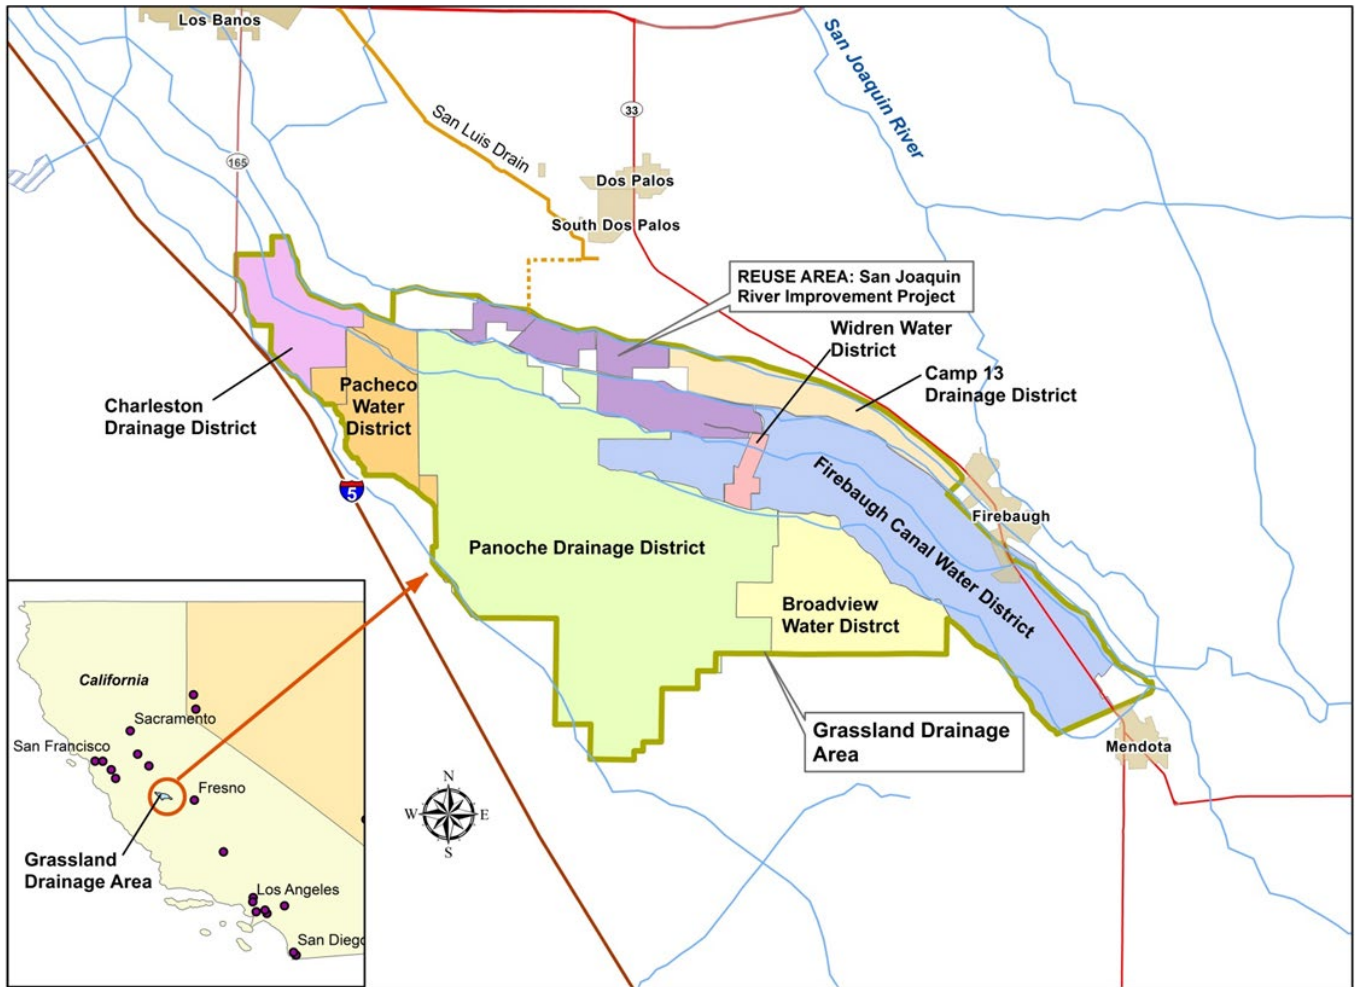 Los Banos
San Joaquin River
33
San Luis Drain
165
Dos Palos
South Dos Palos
REUSE AREA: San Joaquin
River Improvement Project
Widren Water
District
Camp 13
Drainage District
Charleston
Drainage District
Pacheco
Water
District
5
Firebaugh Canal Water District
Firebaugh
Panoche Drainage District
Broadview
Water Distrct
Grassland Drainage
Area
Mendota
California
Sacramento
San Francisco
Fresno
Grassland
Drainage Area
Los Angeles
San Diego
N
W
E
S